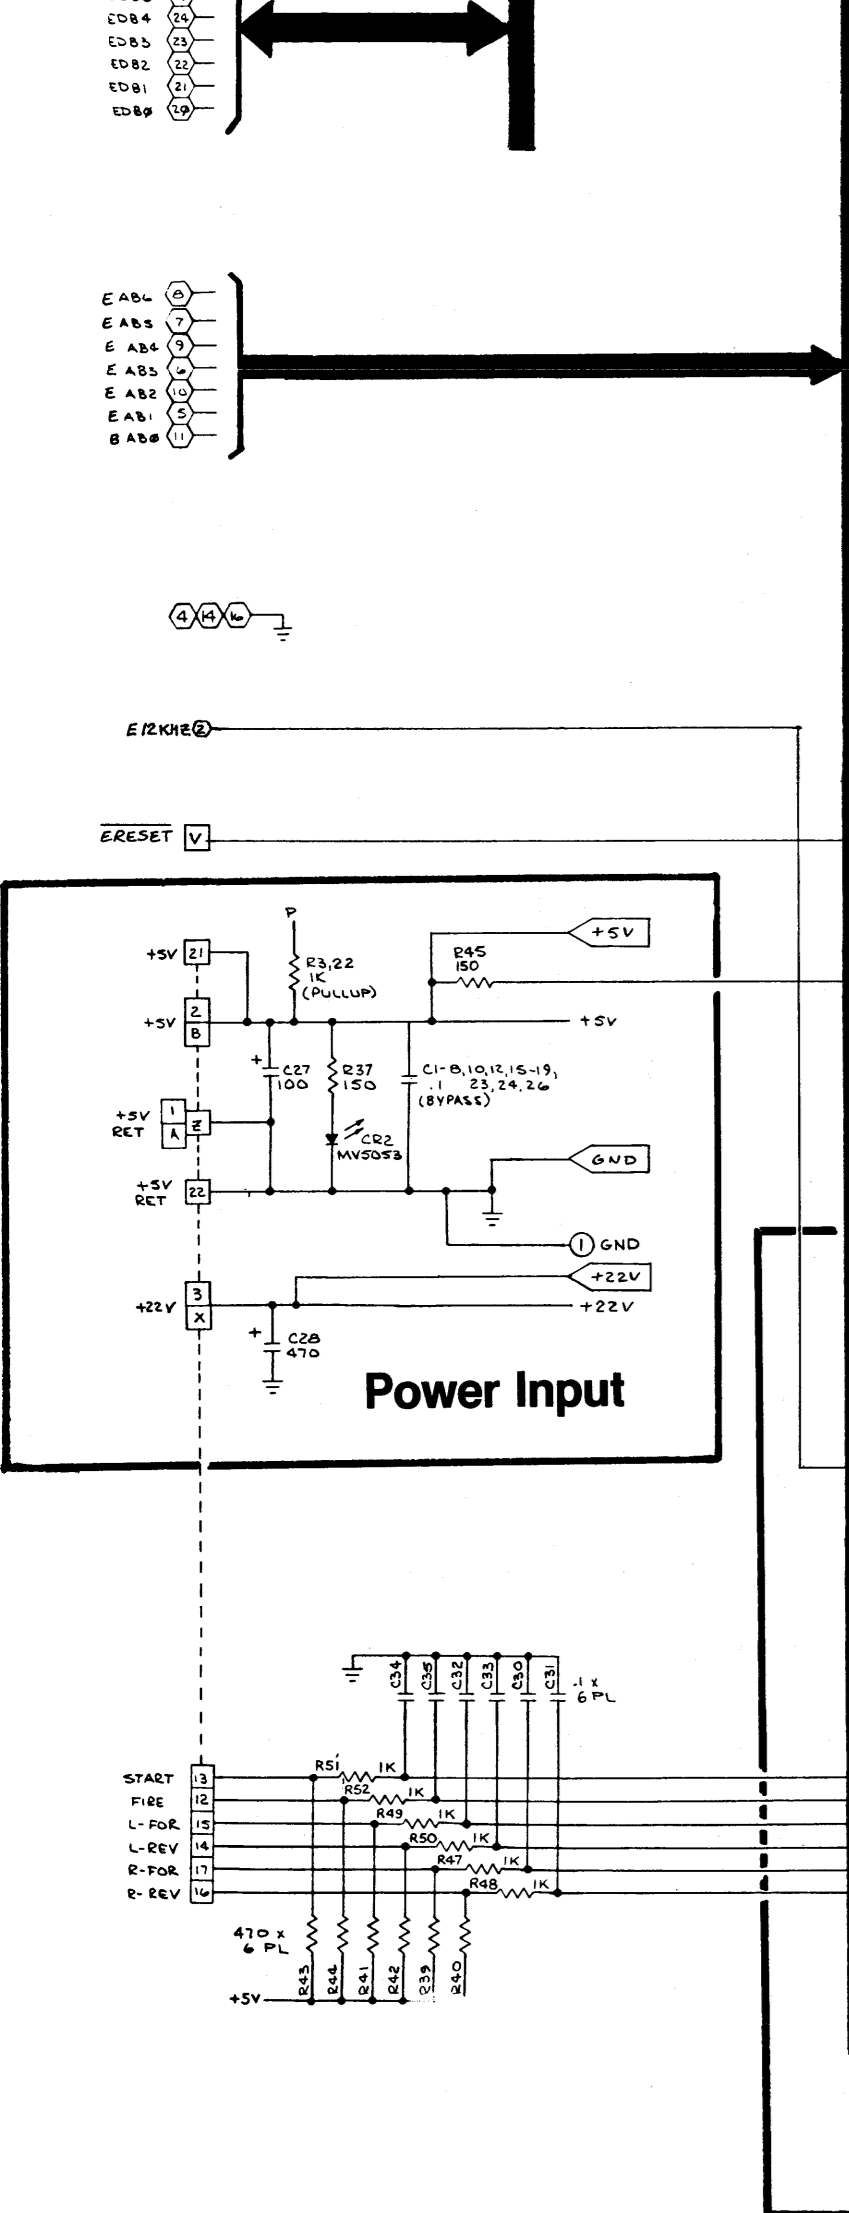 EDB4 24
EDB3 23
EDB2 22
EDB1 21
EDBØ 2Ø
EAB6 8
EAB5 7
EAB4 9
EAB3 6
EAB2 10
EAB1 5
BABØ 11
4 14 16
E12KHZ 2
ERESET V
P
+5V 21
R3,22
1K
(PULLUP)
+5V
R45
150
+5V 2
B
+5V
+ C27
100
R37
150
C1-8,10,12,15-19,
.1 23,24,26
(BYPASS)
+5V
RET
1
A
Z
CR2
MV5053
GND
+5V
RET
22
1 GND
+22V
+22V 3
X
+22V
+ C28
470
Power Input
C34 C35 C32 C33 C30 C31
.1 x
6 PL
START 13 R51 1K
FIRE 12 R52 1K
L-FOR 15 R49 1K
L-REV 14 R50 1K
R-FOR 17 R47 1K
R-REV 16 R48 1K
470 x
6 PL
R43 R44 R41 R42 R39 R40
+5V